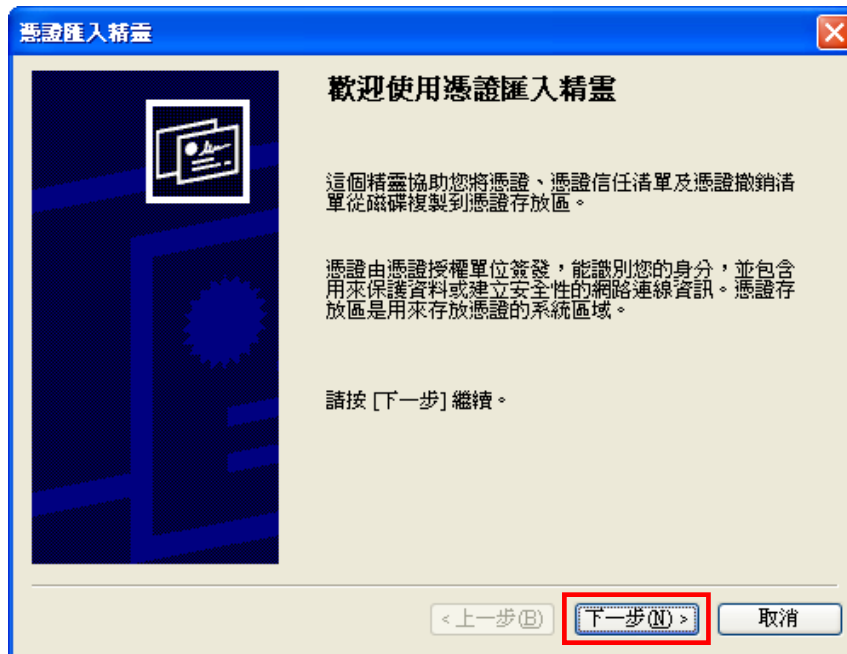 憑證匯入精靈
歡迎使用憑證匯入精靈
這個精靈協助您將憑證、憑證信任清單及憑證撤銷清
單從磁碟複製到憑證存放區。
憑證由憑證授權單位簽發，能識別您的身分，並包含
用來保護資料或建立安全性的網路連線資訊。憑證存
放區是用來存放憑證的系統區域。
請按 [下一步] 繼續。
< 上一步(B) 下一步(N) > 取消